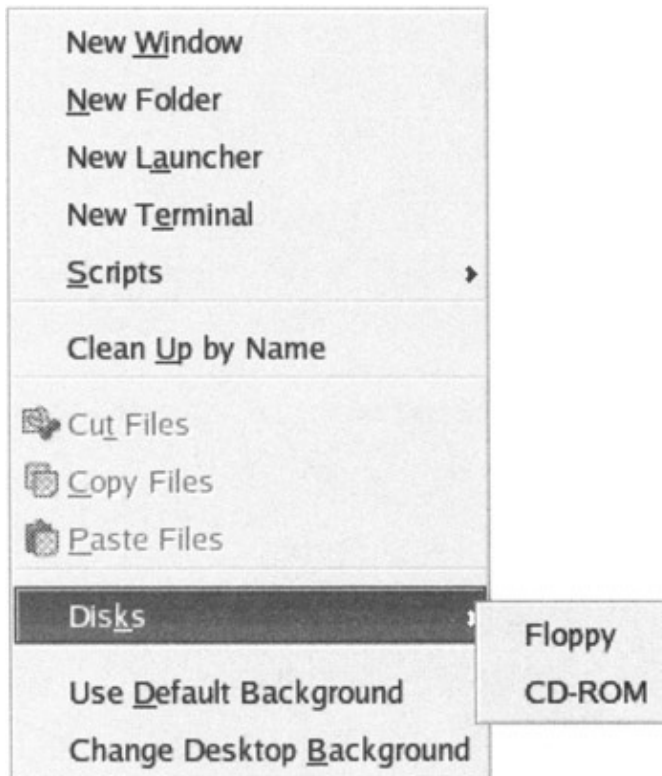 New Window
New Folder
New Launcher
New Terminal
Scripts
Clean Up by Name
Cut Files
Copy Files
Paste Files
Disks
Floppy
CD-ROM
Use Default Background
Change Desktop Background